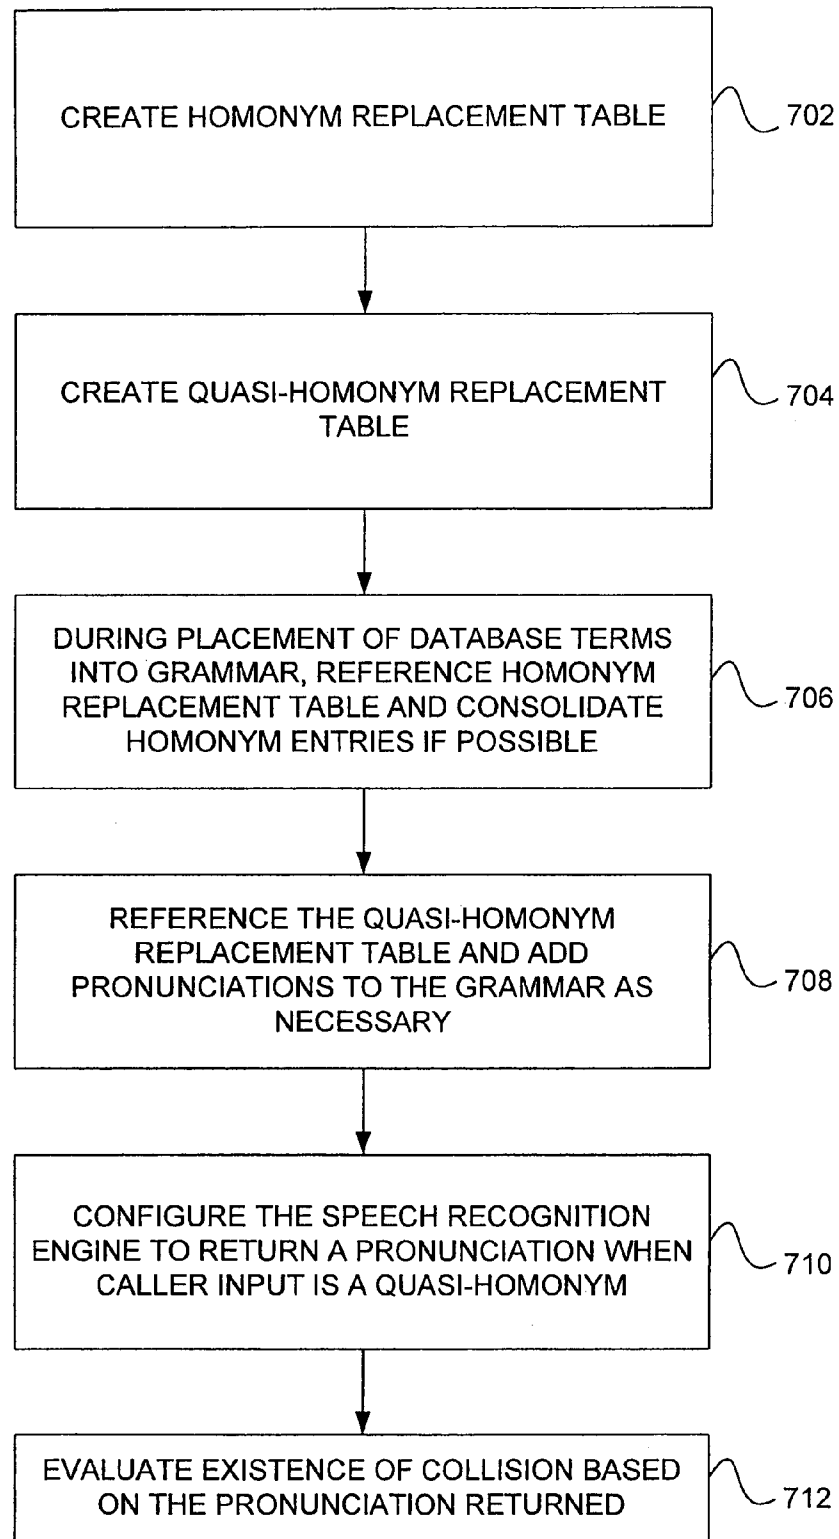 CREATE HOMONYM REPLACEMENT TABLE
702
CREATE QUASI-HOMONYM REPLACEMENT
TABLE
704
DURING PLACEMENT OF DATABASE TERMS
INTO GRAMMAR, REFERENCE HOMONYM
REPLACEMENT TABLE AND CONSOLIDATE
HOMONYM ENTRIES IF POSSIBLE
706
REFERENCE THE QUASI-HOMONYM
REPLACEMENT TABLE AND ADD
PRONUNCIATIONS TO THE GRAMMAR AS
NECESSARY
708
CONFIGURE THE SPEECH RECOGNITION
ENGINE TO RETURN A PRONUNCIATION WHEN
CALLER INPUT IS A QUASI-HOMONYM
710
EVALUATE EXISTENCE OF COLLISION BASED
ON THE PRONUNCIATION RETURNED
712